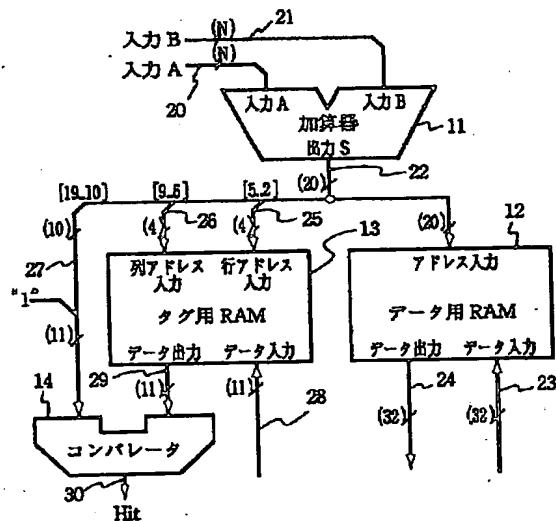 入力 B (N) 21
入力 A (N)
20
入力A 入力B
加算器
出力 S
11
22
(20)
[19..10] [9..6] [5..2]
(10) (4) 26 (4) 25 (20) 12
13
27
列アドレス入力 行アドレス入力
アドレス入力
"1"
タグ用 RAM
データ用 RAM
(11)
データ出力 データ入力
データ出力 データ入力
29
14
(11) (11)
28
24 23
(32) (32)
コンパレータ
30
Hit